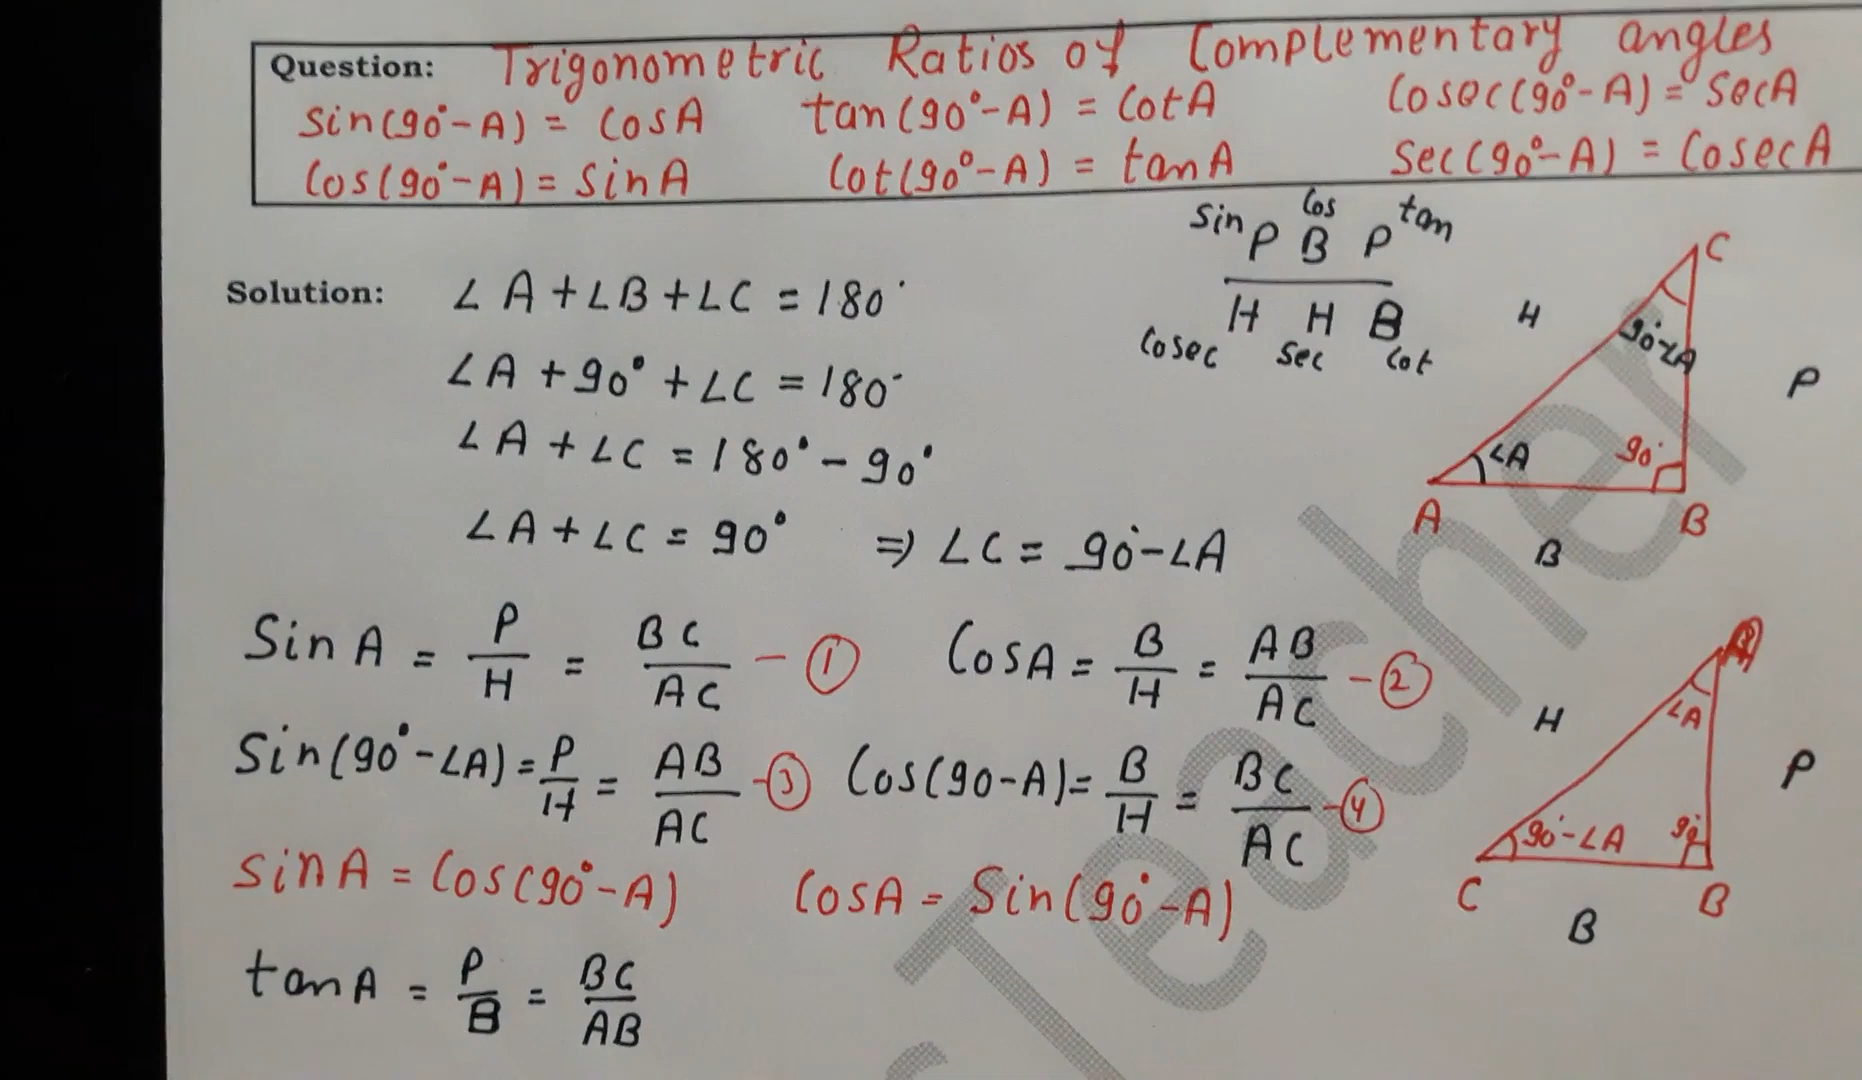 Question: Trigonometric Ratios of Complementary angles
sin(90°-A) = CosA tan(90°-A) = CotA Cosec(90°-A) = SecA
Cos(90°-A) = SinA Cot(90°-A) = tanA Sec(90°-A) = CosecA
sin P Cos B P tan
H H B
Cosec Sec Cot
Solution: ∠A+∠B+∠C = 180°
∠A +90° +∠C = 180°
∠A + ∠C = 180° - 90°
∠A + ∠C = 90° ⇒ ∠C = 90°-∠A
C
H
90°-∠A
P
∠A
90°
A
B
B
Sin A = P/H = BC/AC - ① CosA = B/H = AB/AC - ②
Sin(90°-∠A) = P/H = AB/AC - ③ Cos(90-A) = B/H = BC/AC - ④
sinA = Cos(90°-A) CosA = Sin(90°-A)
tanA = P/B = BC/AB
∠A
H
P
90°-∠A
90°
C
B
B
Teacher